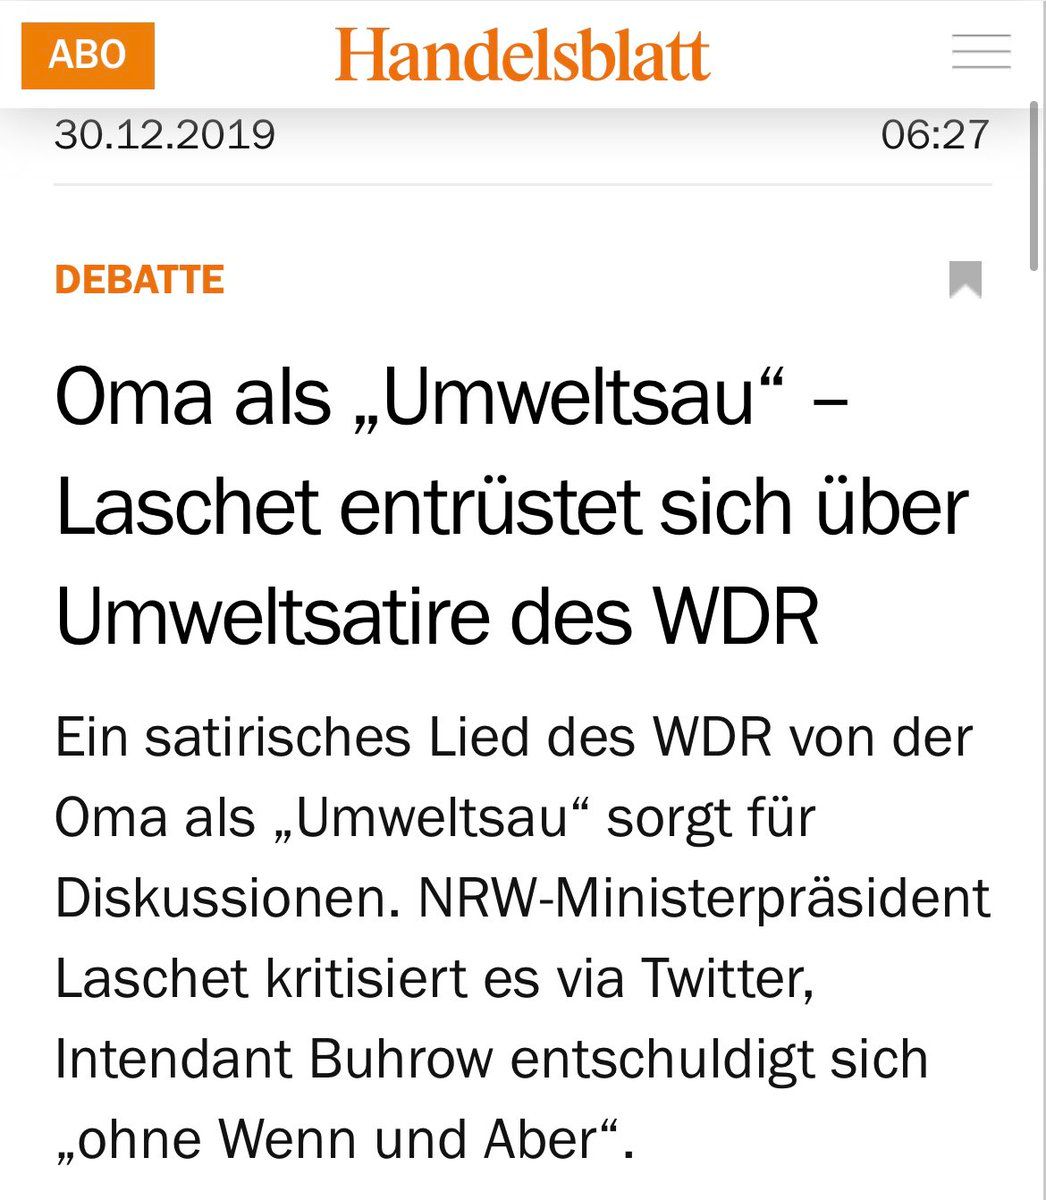 ABO
Handelsblatt
30.12.2019
06:27
DEBATTE
Oma als „Umweltsau“ –
Laschet entrüstet sich über
Umweltsatire des WDR
Ein satirisches Lied des WDR von der
Oma als „Umweltsau“ sorgt für
Diskussionen. NRW-Ministerpräsident
Laschet kritisiert es via Twitter,
Intendant Buhrow entschuldigt sich
„ohne Wenn und Aber“.